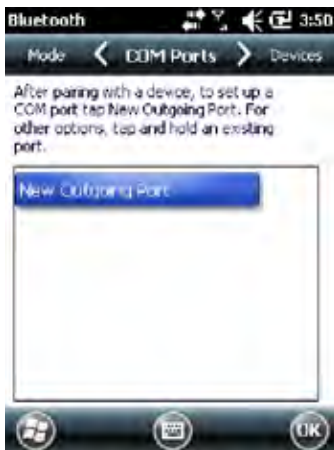 Bluetooth 3:50
Mode COM Ports Devices
After pairing with a device, to set up a
COM port tap New Outgoing Port. For
other options, tap and hold an existing
port.
New Outgoing Port
OK